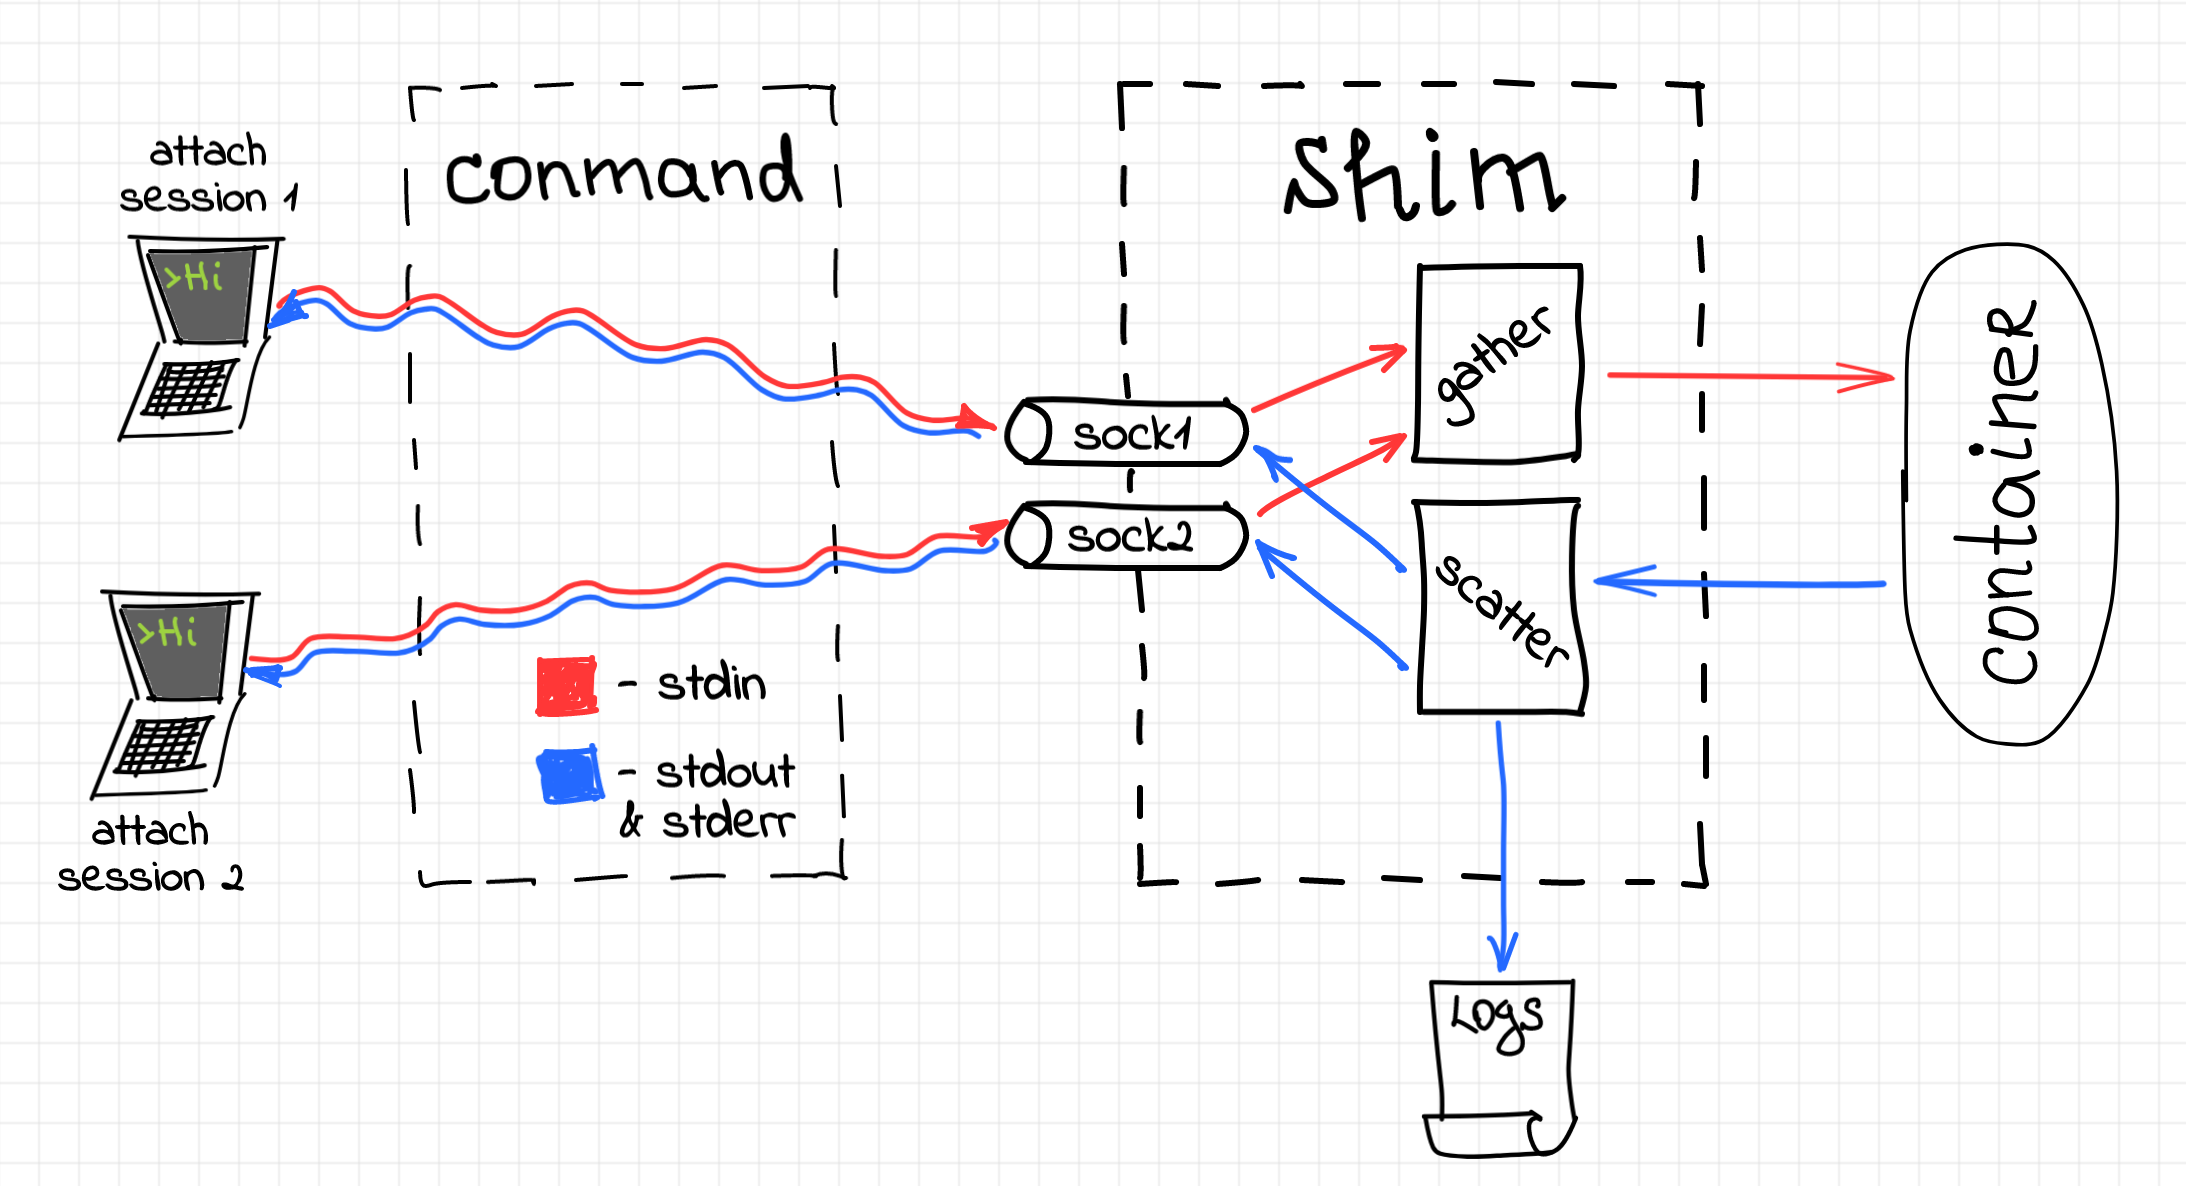 attach
session 1
>Hi
conmand
Shim
gather
sock1
sock2
scatter
container
>Hi
attach
session 2
- stdin
- stdout
& stderr
Logs